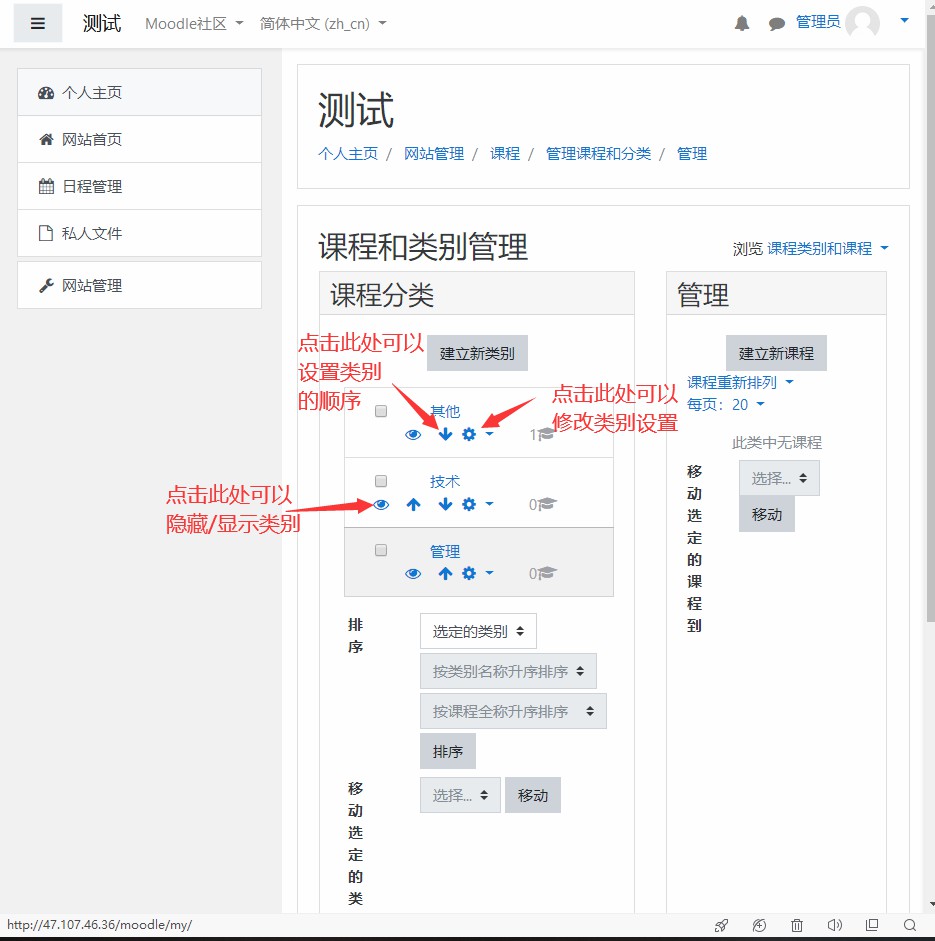 测试 Moodle社区 简体中文 (zh_cn) 管理员
个人主页
网站首页
日程管理
私人文件
网站管理
测试
个人主页 / 网站管理 / 课程 / 管理课程和分类 / 管理
课程和类别管理
浏览 课程类别和课程
课程分类
建立新类别
点击此处可以
设置类别
的顺序
其他
1
点击此处可以
修改类别设置
技术
0
点击此处可以
隐藏/显示类别
管理
0
排序
选定的类别
按类别名称升序排序
按课程全称升序排序
排序
移动选定的类
选择...
移动
管理
建立新课程
课程重新排列
每页：20
此类中无课程
移动选定的课程到
选择...
移动
http://47.107.46.36/moodle/my/